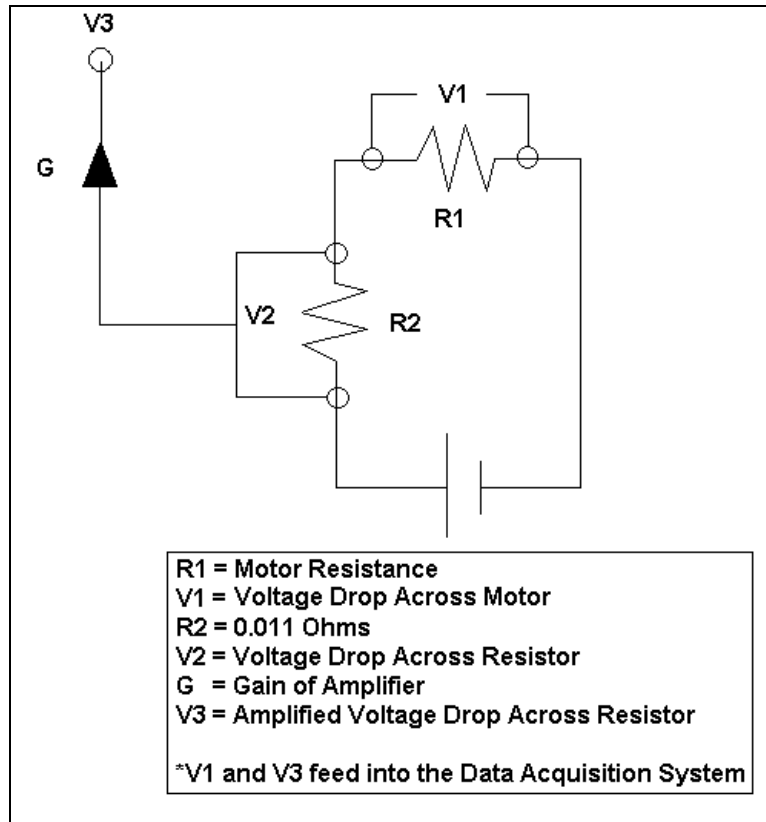 V3
V1
G
R1
V2
R2
R1 = Motor Resistance
V1 = Voltage Drop Across Motor
R2 = 0.011 Ohms
V2 = Voltage Drop Across Resistor
G = Gain of Amplifier
V3 = Amplified Voltage Drop Across Resistor
*V1 and V3 feed into the Data Acquisition System